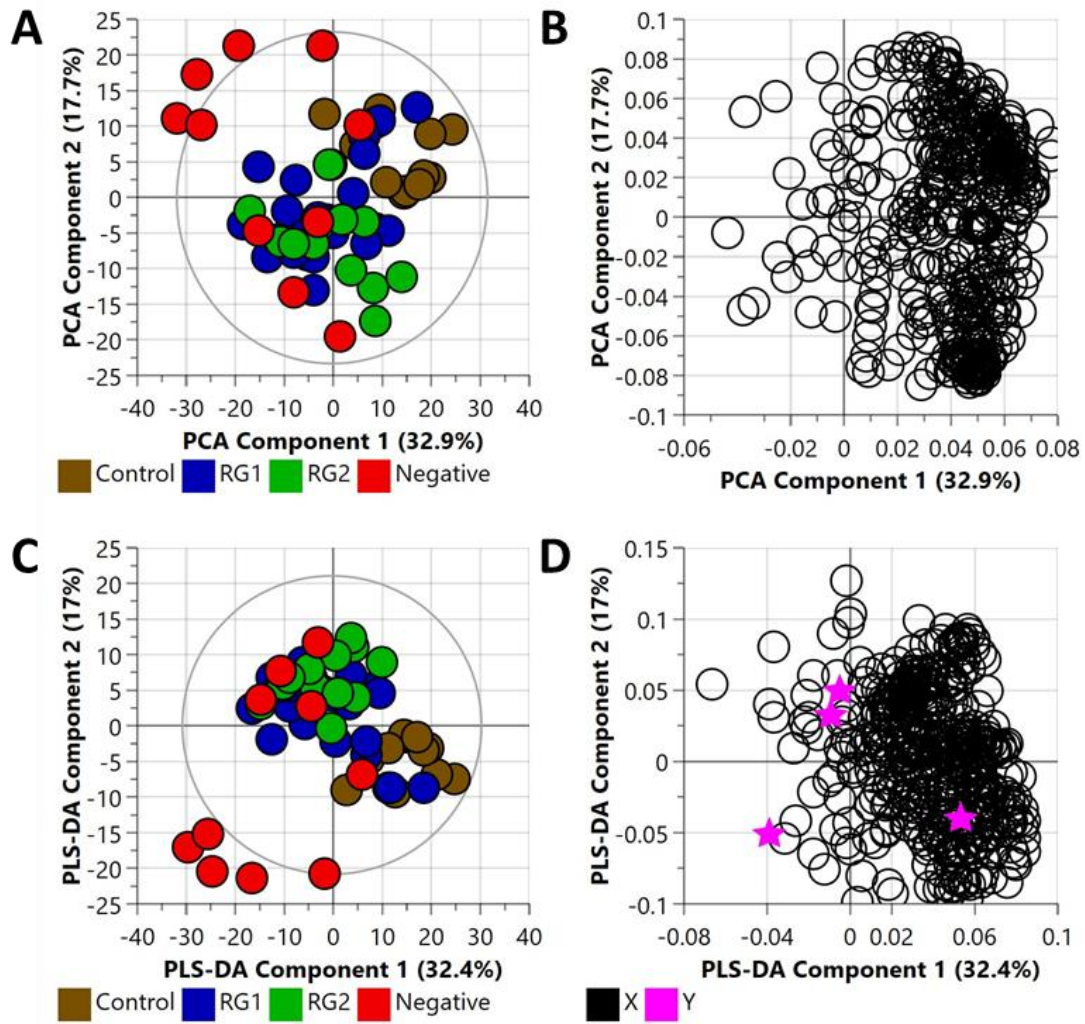 A
25
20
15
10
5
0
-5
-10
-15
-20
-25
PCA Component 2 (17.7%)
-40 -30 -20 -10 0 10 20 30 40
PCA Component 1 (32.9%)
Control RG1 RG2 Negative
B
0.1
0.08
0.06
0.04
0.02
0
-0.02
-0.04
-0.06
-0.08
-0.1
PCA Component 2 (17.7%)
-0.06 -0.04 -0.02 0 0.02 0.04 0.06 0.08
PCA Component 1 (32.9%)
C
25
20
15
10
5
0
-5
-10
-15
-20
-25
PLS-DA Component 2 (17%)
-40 -30 -20 -10 0 10 20 30 40
PLS-DA Component 1 (32.4%)
Control RG1 RG2 Negative
D
0.15
0.1
0.05
0
-0.05
-0.1
PLS-DA Component 2 (17%)
-0.08 -0.04 0 0.02 0.06 0.1
PLS-DA Component 1 (32.4%)
X Y